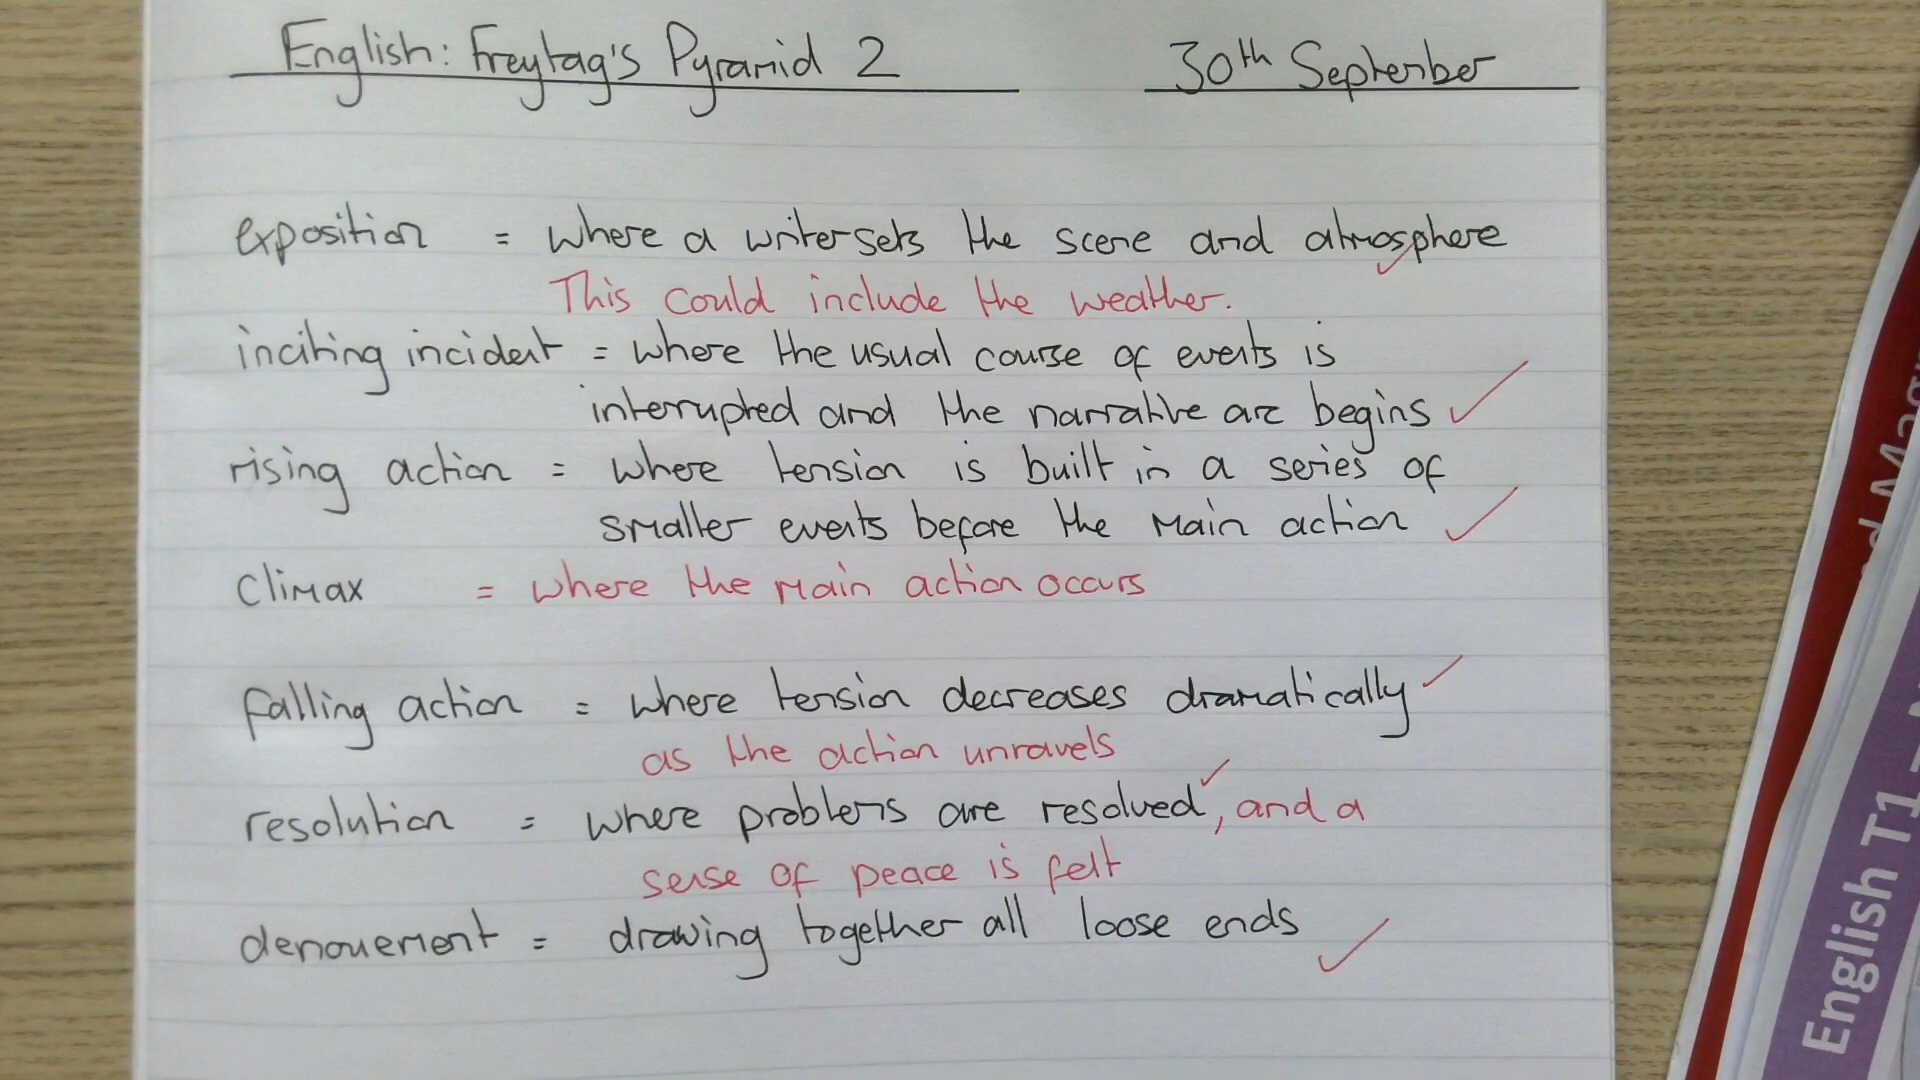 English: Freytag's Pyramid 2 30th September
exposition = where a writer sets the scene and atmosphere
This could include the weather.
inciting incident = where the usual course of events is
interrupted and the narrative arc begins
rising action = where tension is built in a series of
smaller events before the main action
Climax = where the main action occurs
falling action = where tension decreases dramatically
as the action unravels
resolution = where problems are resolved, and a
sense of peace is felt
denouement = drawing together all loose ends
English T1